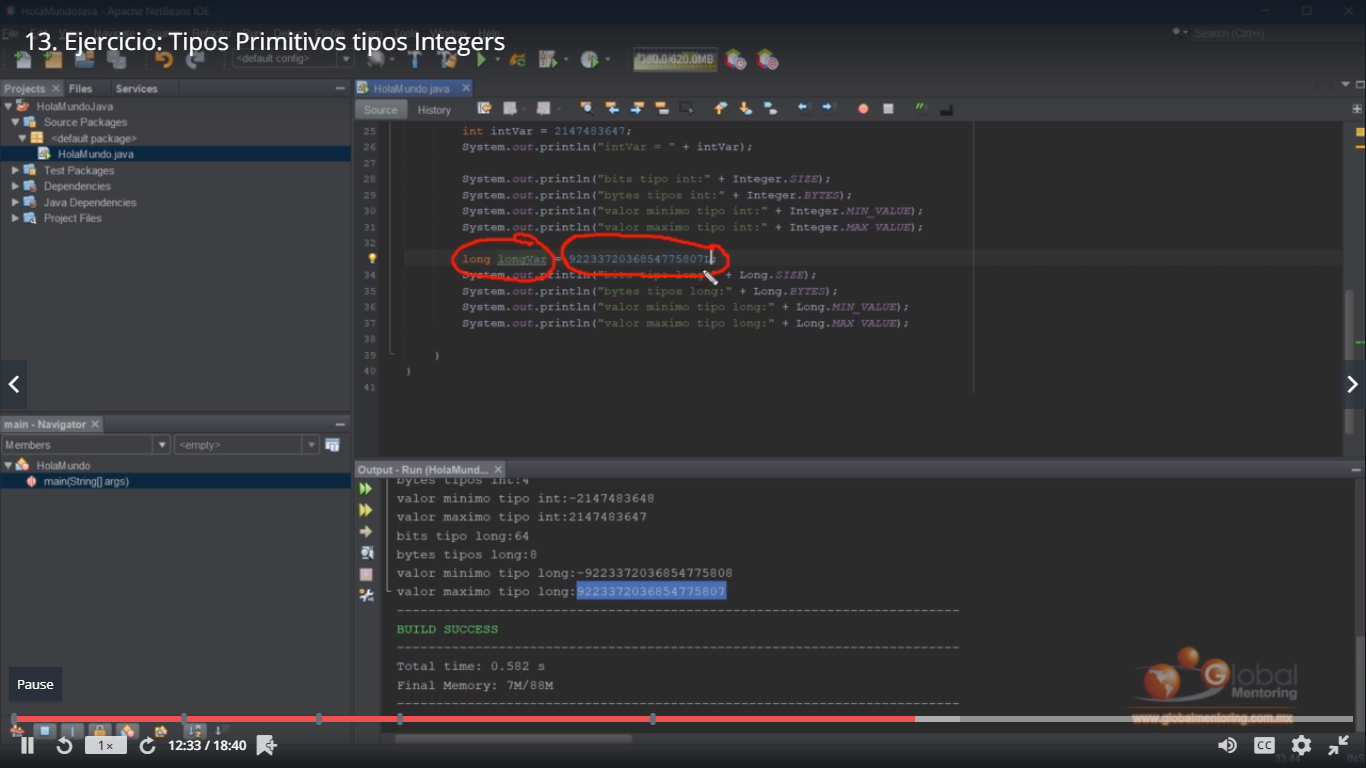 HolaMundoJava - Apache NetBeans IDE
13. Ejercicio: Tipos Primitivos tipos Integers
Search (Ctrl+I)
<default config>
380.0/620.0MB
Projects Files Services
HolaMundoJava
Source Packages
<default package>
HolaMundo.java
Test Packages
Dependencies
Java Dependencies
Project Files
HolaMundo.java
Source History
25 int intVar = 2147483647;
26 System.out.println("intVar = " + intVar);
27
28 System.out.println("bits tipo int:" + Integer.SIZE);
29 System.out.println("bytes tipos int:" + Integer.BYTES);
30 System.out.println("valor minimo tipo int:" + Integer.MIN_VALUE);
31 System.out.println("valor maximo tipo int:" + Integer.MAX_VALUE);
32
long longVar = 9223372036854775807L;
34 System.out.println("bits tipo long:" + Long.SIZE);
35 System.out.println("bytes tipos long:" + Long.BYTES);
36 System.out.println("valor minimo tipo long:" + Long.MIN_VALUE);
37 System.out.println("valor maximo tipo long:" + Long.MAX_VALUE);
38
39 }
40 }
41
main - Navigator
Members <empty>
HolaMundo
main(String[] args)
Output - Run (HolaMund...
bytes tipos int:4
valor minimo tipo int:-2147483648
valor maximo tipo int:2147483647
bits tipo long:64
bytes tipos long:8
valor minimo tipo long:-9223372036854775808
valor maximo tipo long:9223372036854775807
------------------------------------------------------------------------
BUILD SUCCESS
------------------------------------------------------------------------
Total time: 0.582 s
Final Memory: 7M/88M
------------------------------------------------------------------------
Global
Mentoring
www.globalmentoring.com.mx
Pause
1x
12:33 / 18:40
CC
33:44 INS